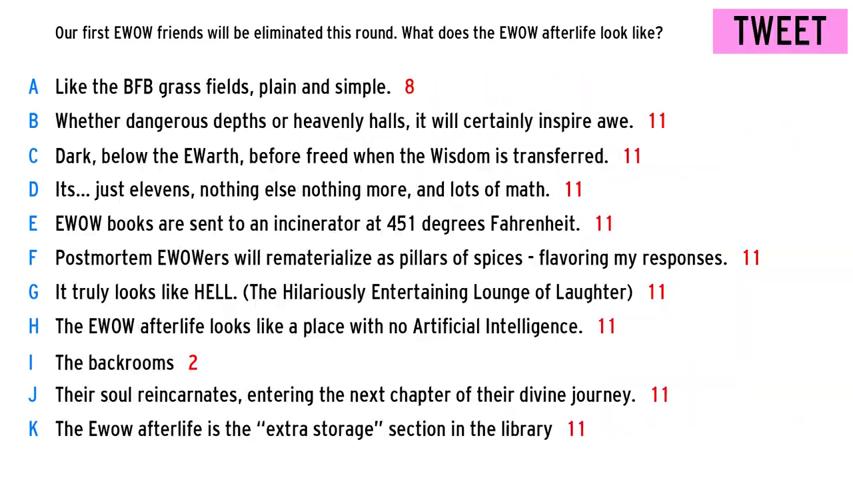 Our first EWOW friends will be eliminated this round. What does the EWOW afterlife look like?
TWEET
A Like the BFB grass fields, plain and simple. 8
B Whether dangerous depths or heavenly halls, it will certainly inspire awe. 11
C Dark, below the EWarth, before freed when the Wisdom is transferred. 11
D Its... just elevens, nothing else nothing more, and lots of math. 11
E EWOW books are sent to an incinerator at 451 degrees Fahrenheit. 11
F Postmortem EWOWers will rematerialize as pillars of spices - flavoring my responses. 11
G It truly looks like HELL. (The Hilariously Entertaining Lounge of Laughter) 11
H The EWOW afterlife looks like a place with no Artificial Intelligence. 11
I The backrooms 2
J Their soul reincarnates, entering the next chapter of their divine journey. 11
K The Ewow afterlife is the “extra storage” section in the library 11